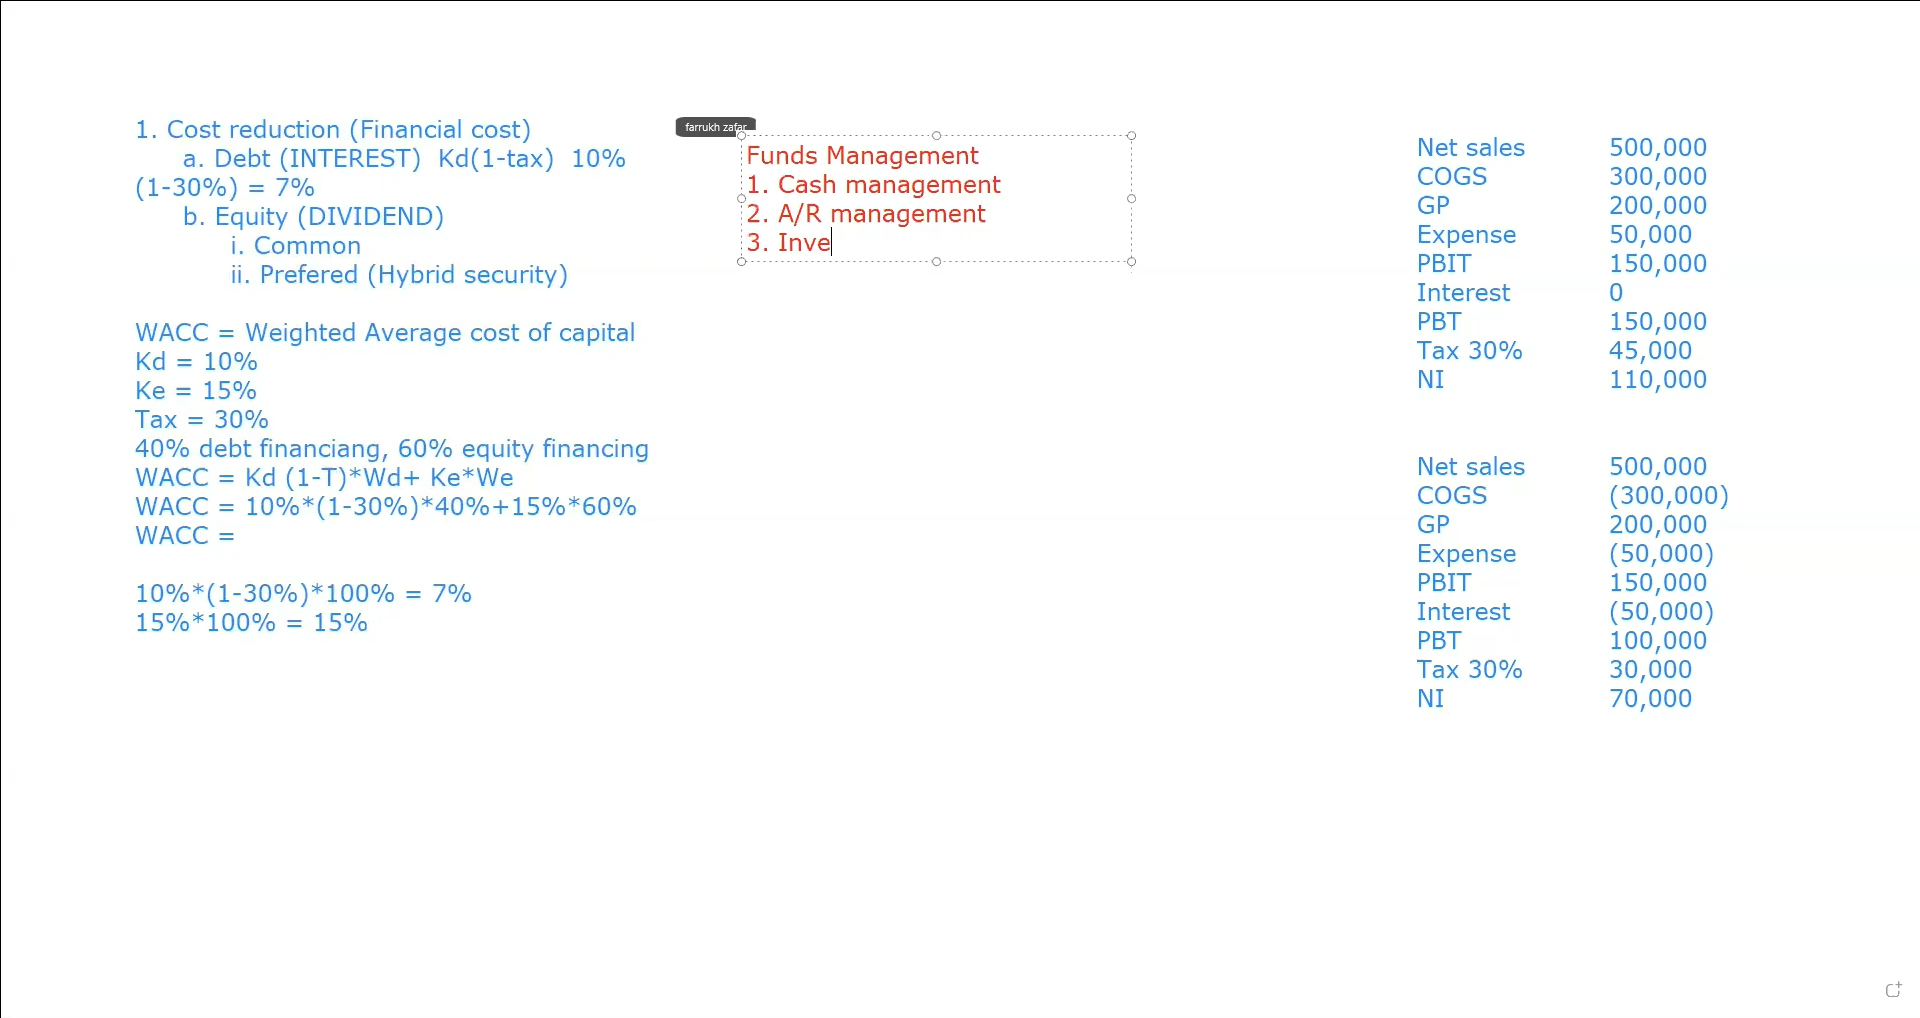 1. Cost reduction (Financial cost)
a. Debt (INTEREST)  Kd(1-tax)  10%
(1-30%) = 7%
b. Equity (DIVIDEND)
i. Common
ii. Prefered (Hybrid security)
WACC = Weighted Average cost of capital
Kd = 10%
Ke = 15%
Tax = 30%
40% debt financiang, 60% equity financing
WACC = Kd (1-T)*Wd+ Ke*We
WACC = 10%*(1-30%)*40%+15%*60%
WACC =
10%*(1-30%)*100% = 7%
15%*100% = 15%
farrukh zafar
Funds Management
1. Cash management
2. A/R management
3. Inve
Net sales 500,000
COGS 300,000
GP 200,000
Expense 50,000
PBIT 150,000
Interest 0
PBT 150,000
Tax 30% 45,000
NI 110,000
Net sales 500,000
COGS (300,000)
GP 200,000
Expense (50,000)
PBIT 150,000
Interest (50,000)
PBT 100,000
Tax 30% 30,000
NI 70,000